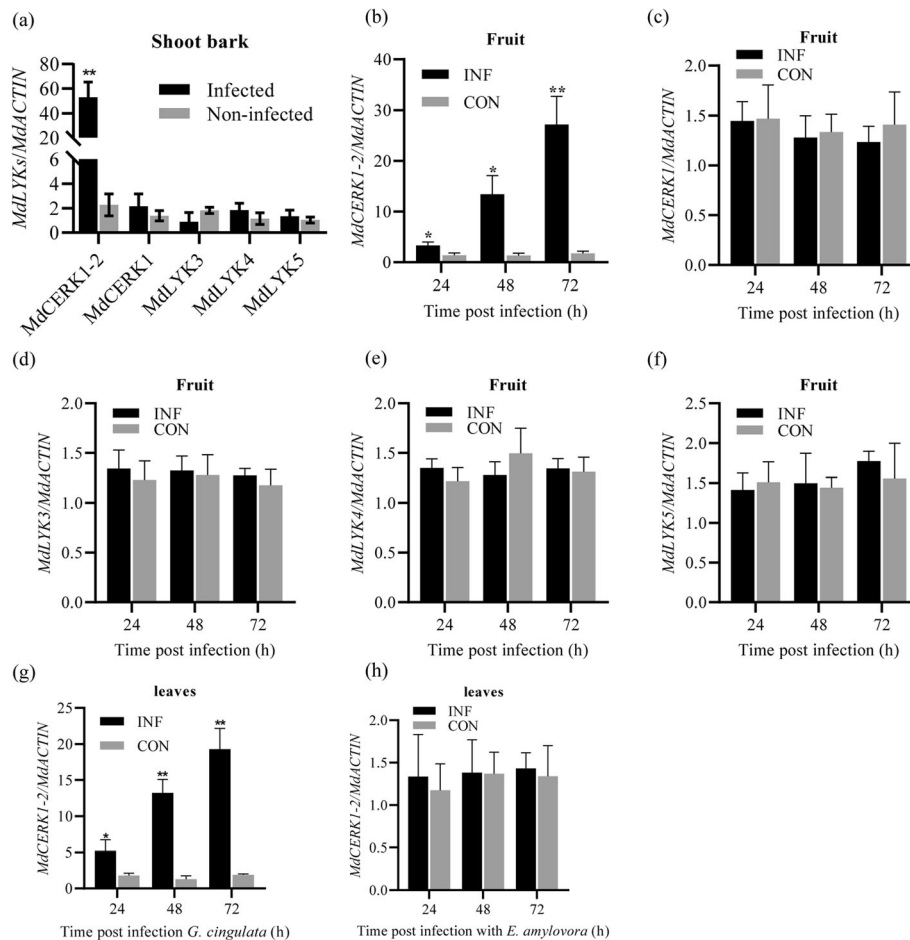 (a)
Shoot bark
MdLYKs/MdACTIN
80
60
40
20
6
4
2
0
**
Infected
Non-infected
MdCERK1-2
MdCERK1
MdLYK3
MdLYK4
MdLYK5
(b)
Fruit
MdCERK1-2/MdACTIN
40
30
20
10
0
INF
CON
*
*
**
24 48 72
Time post infection (h)
(c)
Fruit
MdCERK1/MdACTIN
2.0
1.5
1.0
0.5
0.0
INF
CON
24 48 72
Time post infection (h)
(d)
Fruit
MdLYK3/MdACTIN
2.0
1.5
1.0
0.5
0.0
INF
CON
24 48 72
Time post infection (h)
(e)
Fruit
MdLYK4/MdACTIN
2.0
1.5
1.0
0.5
0.0
INF
CON
24 48 72
Time post infection (h)
(f)
Fruit
MdLYK5/MdACTIN
2.5
2.0
1.5
1.0
0.5
0.0
INF
CON
24 48 72
Time post infection (h)
(g)
leaves
MdCERK1-2/MdACTIN
25
20
15
10
5
0
INF
CON
*
**
**
24 48 72
Time post infection G. cingulata (h)
(h)
leaves
MdCERK1-2/MdACTIN
2.0
1.5
1.0
0.5
0.0
INF
CON
24 48 72
Time post infection with E. amylovora (h)